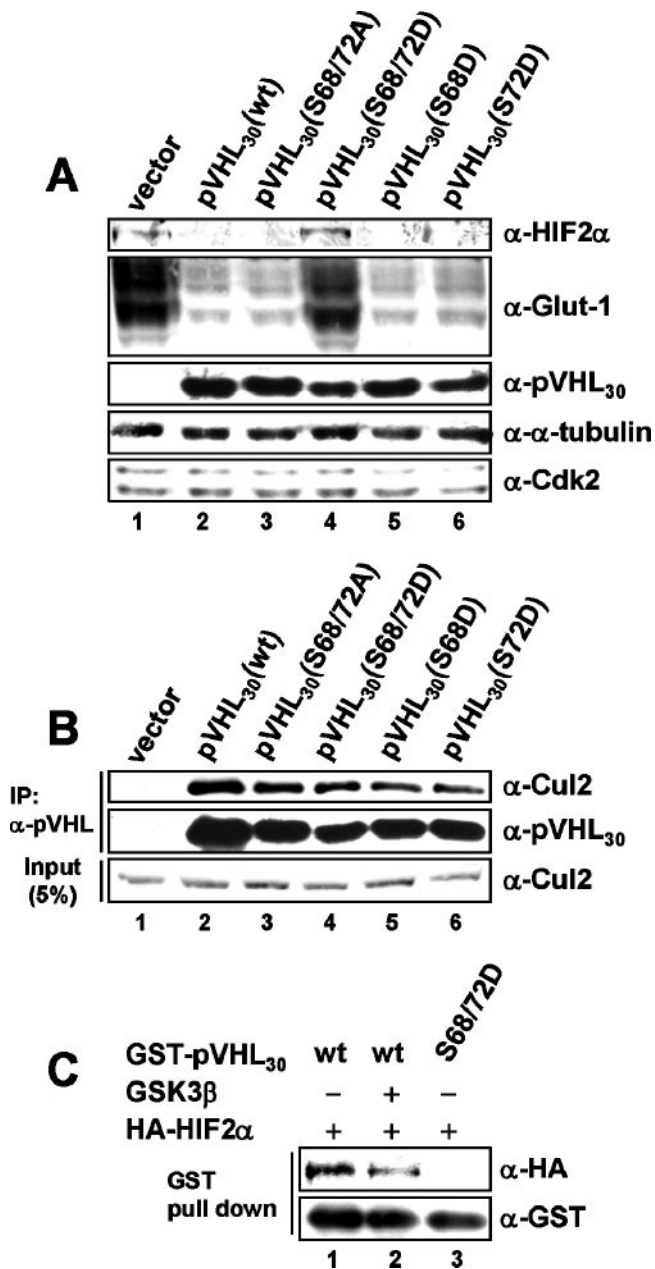 A
vector
pVHL30(wt)
pVHL30(S68/72A)
pVHL30(S68/72D)
pVHL30(S68D)
pVHL30(S72D)
α-HIF2α
α-Glut-1
α-pVHL30
α-α-tubulin
α-Cdk2
1 2 3 4 5 6
B
vector
pVHL30(wt)
pVHL30(S68/72A)
pVHL30(S68/72D)
pVHL30(S68D)
pVHL30(S72D)
IP:
α-pVHL
α-Cul2
α-pVHL30
Input
(5%)
α-Cul2
1 2 3 4 5 6
C
GST-pVHL30 wt wt S68/72D
GSK3β – + –
HA-HIF2α + + +
GST
pull down
α-HA
α-GST
1 2 3